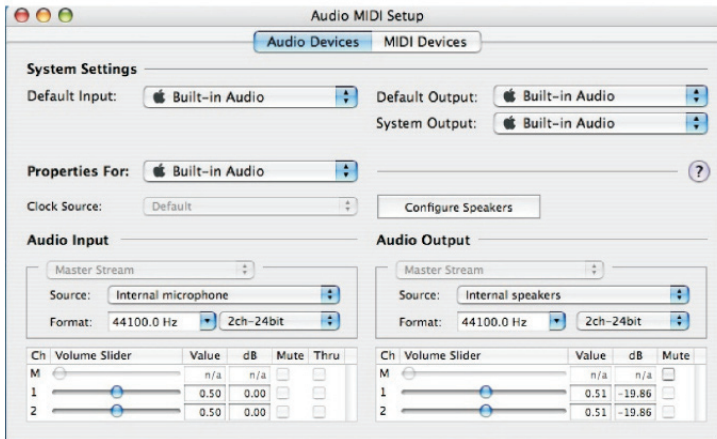 Audio MIDI Setup
Audio Devices MIDI Devices
System Settings
Default Input: Built-in Audio Default Output: Built-in Audio
System Output: Built-in Audio
Properties For: Built-in Audio ?
Clock Source: Default Configure Speakers
Audio Input Audio Output
Master Stream Master Stream
Source: Internal microphone Source: Internal speakers
Format: 44100.0 Hz 2ch-24bit Format: 44100.0 Hz 2ch-24bit
Ch Volume Slider Value dB Mute Thru Ch Volume Slider Value dB Mute
M n/a n/a M n/a n/a
1 0.50 0.00 1 0.51 -19.86
2 0.50 0.00 2 0.51 -19.86